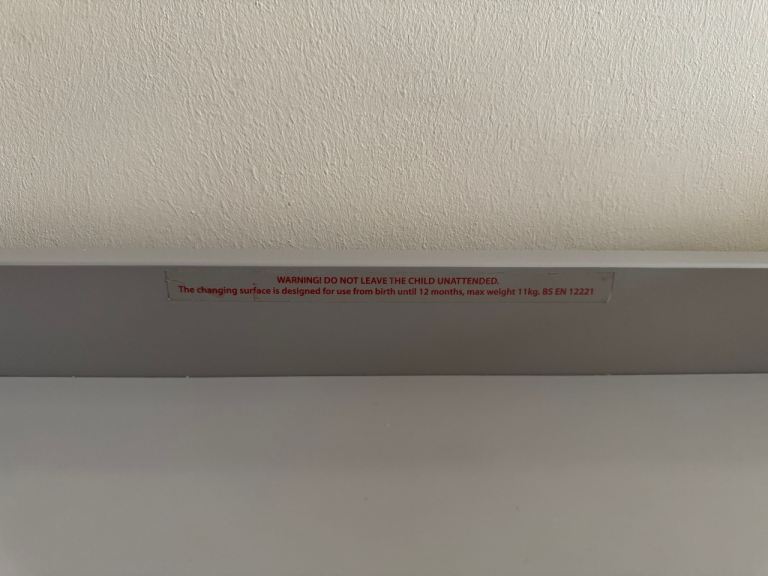 WARNING! DO NOT LEAVE THE CHILD UNATTENDED.
The changing surface is designed for use from birth until 12 months, max weight 11kg. BS EN 12221